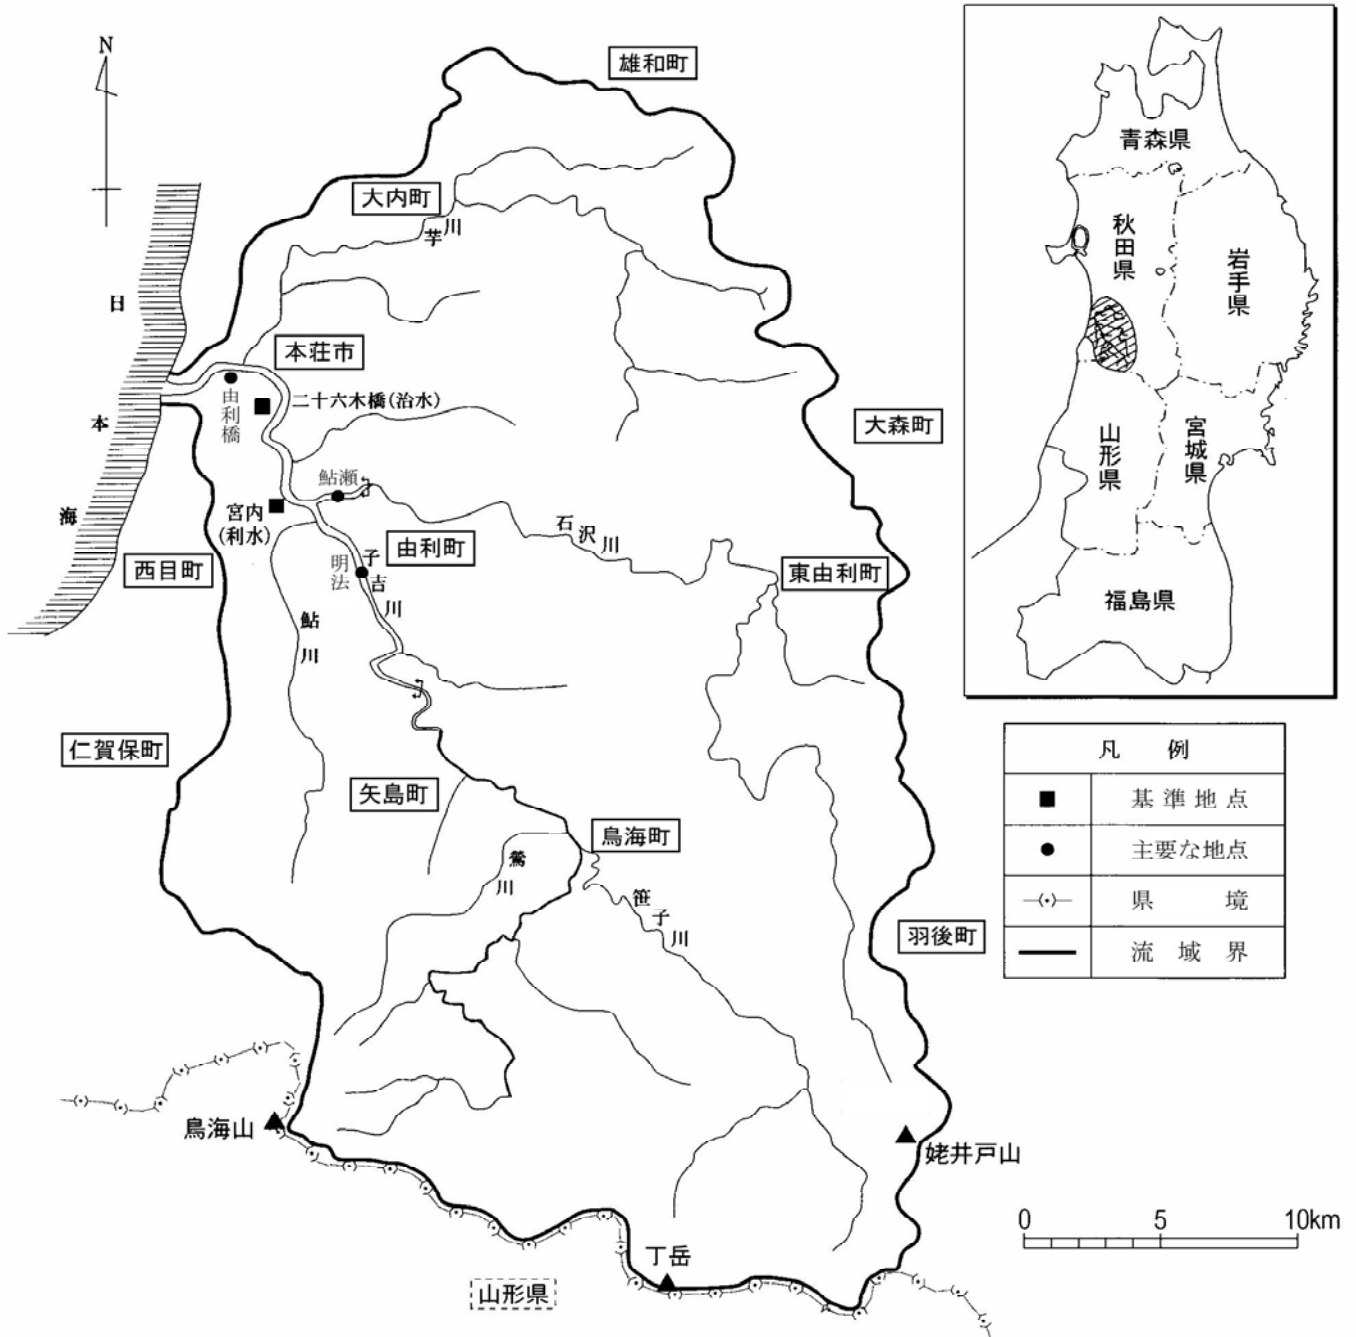 N
雄和町
大内町
芋川
日本海
本荘市
二十六木橋(治水)
由利橋
大森町
鮎瀬
宮内
(利水)
石沢川
由利町
西目町
明法
子吉川
東由利町
鮎川
仁賀保町
矢島町
鳥海町
鶯川
笹子川
羽後町
鳥海山
姥井戸山
丁岳
山形県
青森県
秋田県
岩手県
山形県
宮城県
福島県
凡例
基準地点
主要な地点
県境
流域界
0 5 10km